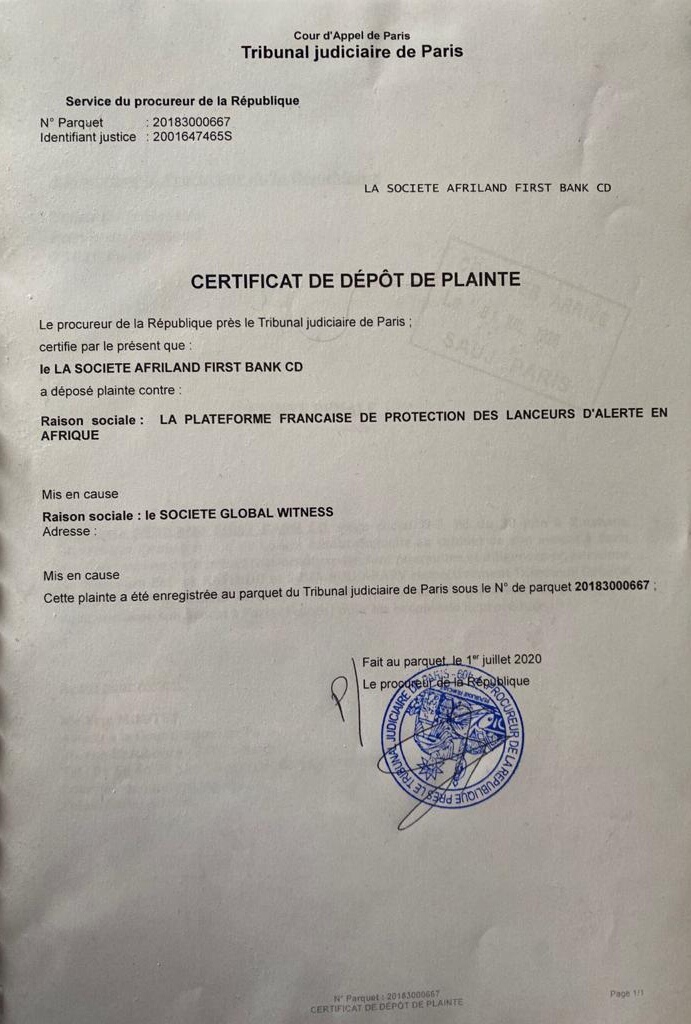 Cour d'Appel de Paris
Tribunal judiciaire de Paris
Service du procureur de la République
N° Parquet : 20183000667
Identifiant justice : 2001647465S
LA SOCIETE AFRILAND FIRST BANK CD
CERTIFICAT DE DÉPÔT DE PLAINTE
Le procureur de la République près le Tribunal judiciaire de Paris ;
certifie par le présent que :
le LA SOCIETE AFRILAND FIRST BANK CD
a déposé plainte contre :
Raison sociale : LA PLATEFORME FRANCAISE DE PROTECTION DES LANCEURS D'ALERTE EN
AFRIQUE
Mis en cause
Raison sociale : le SOCIETE GLOBAL WITNESS
Adresse :
Mis en cause
Cette plainte a été enregistrée au parquet du Tribunal judiciaire de Paris sous le N° de parquet 20183000667 ;
Fait au parquet, le 1er juillet 2020
Le procureur de la République
PROCUREUR DE LA REPUBLIQUE PRÈS LE TRIBUNAL JUDICIAIRE DE PARIS
N° Parquet : 20183000667
CERTIFICAT DE DÉPÔT DE PLAINTE
Page 1/1